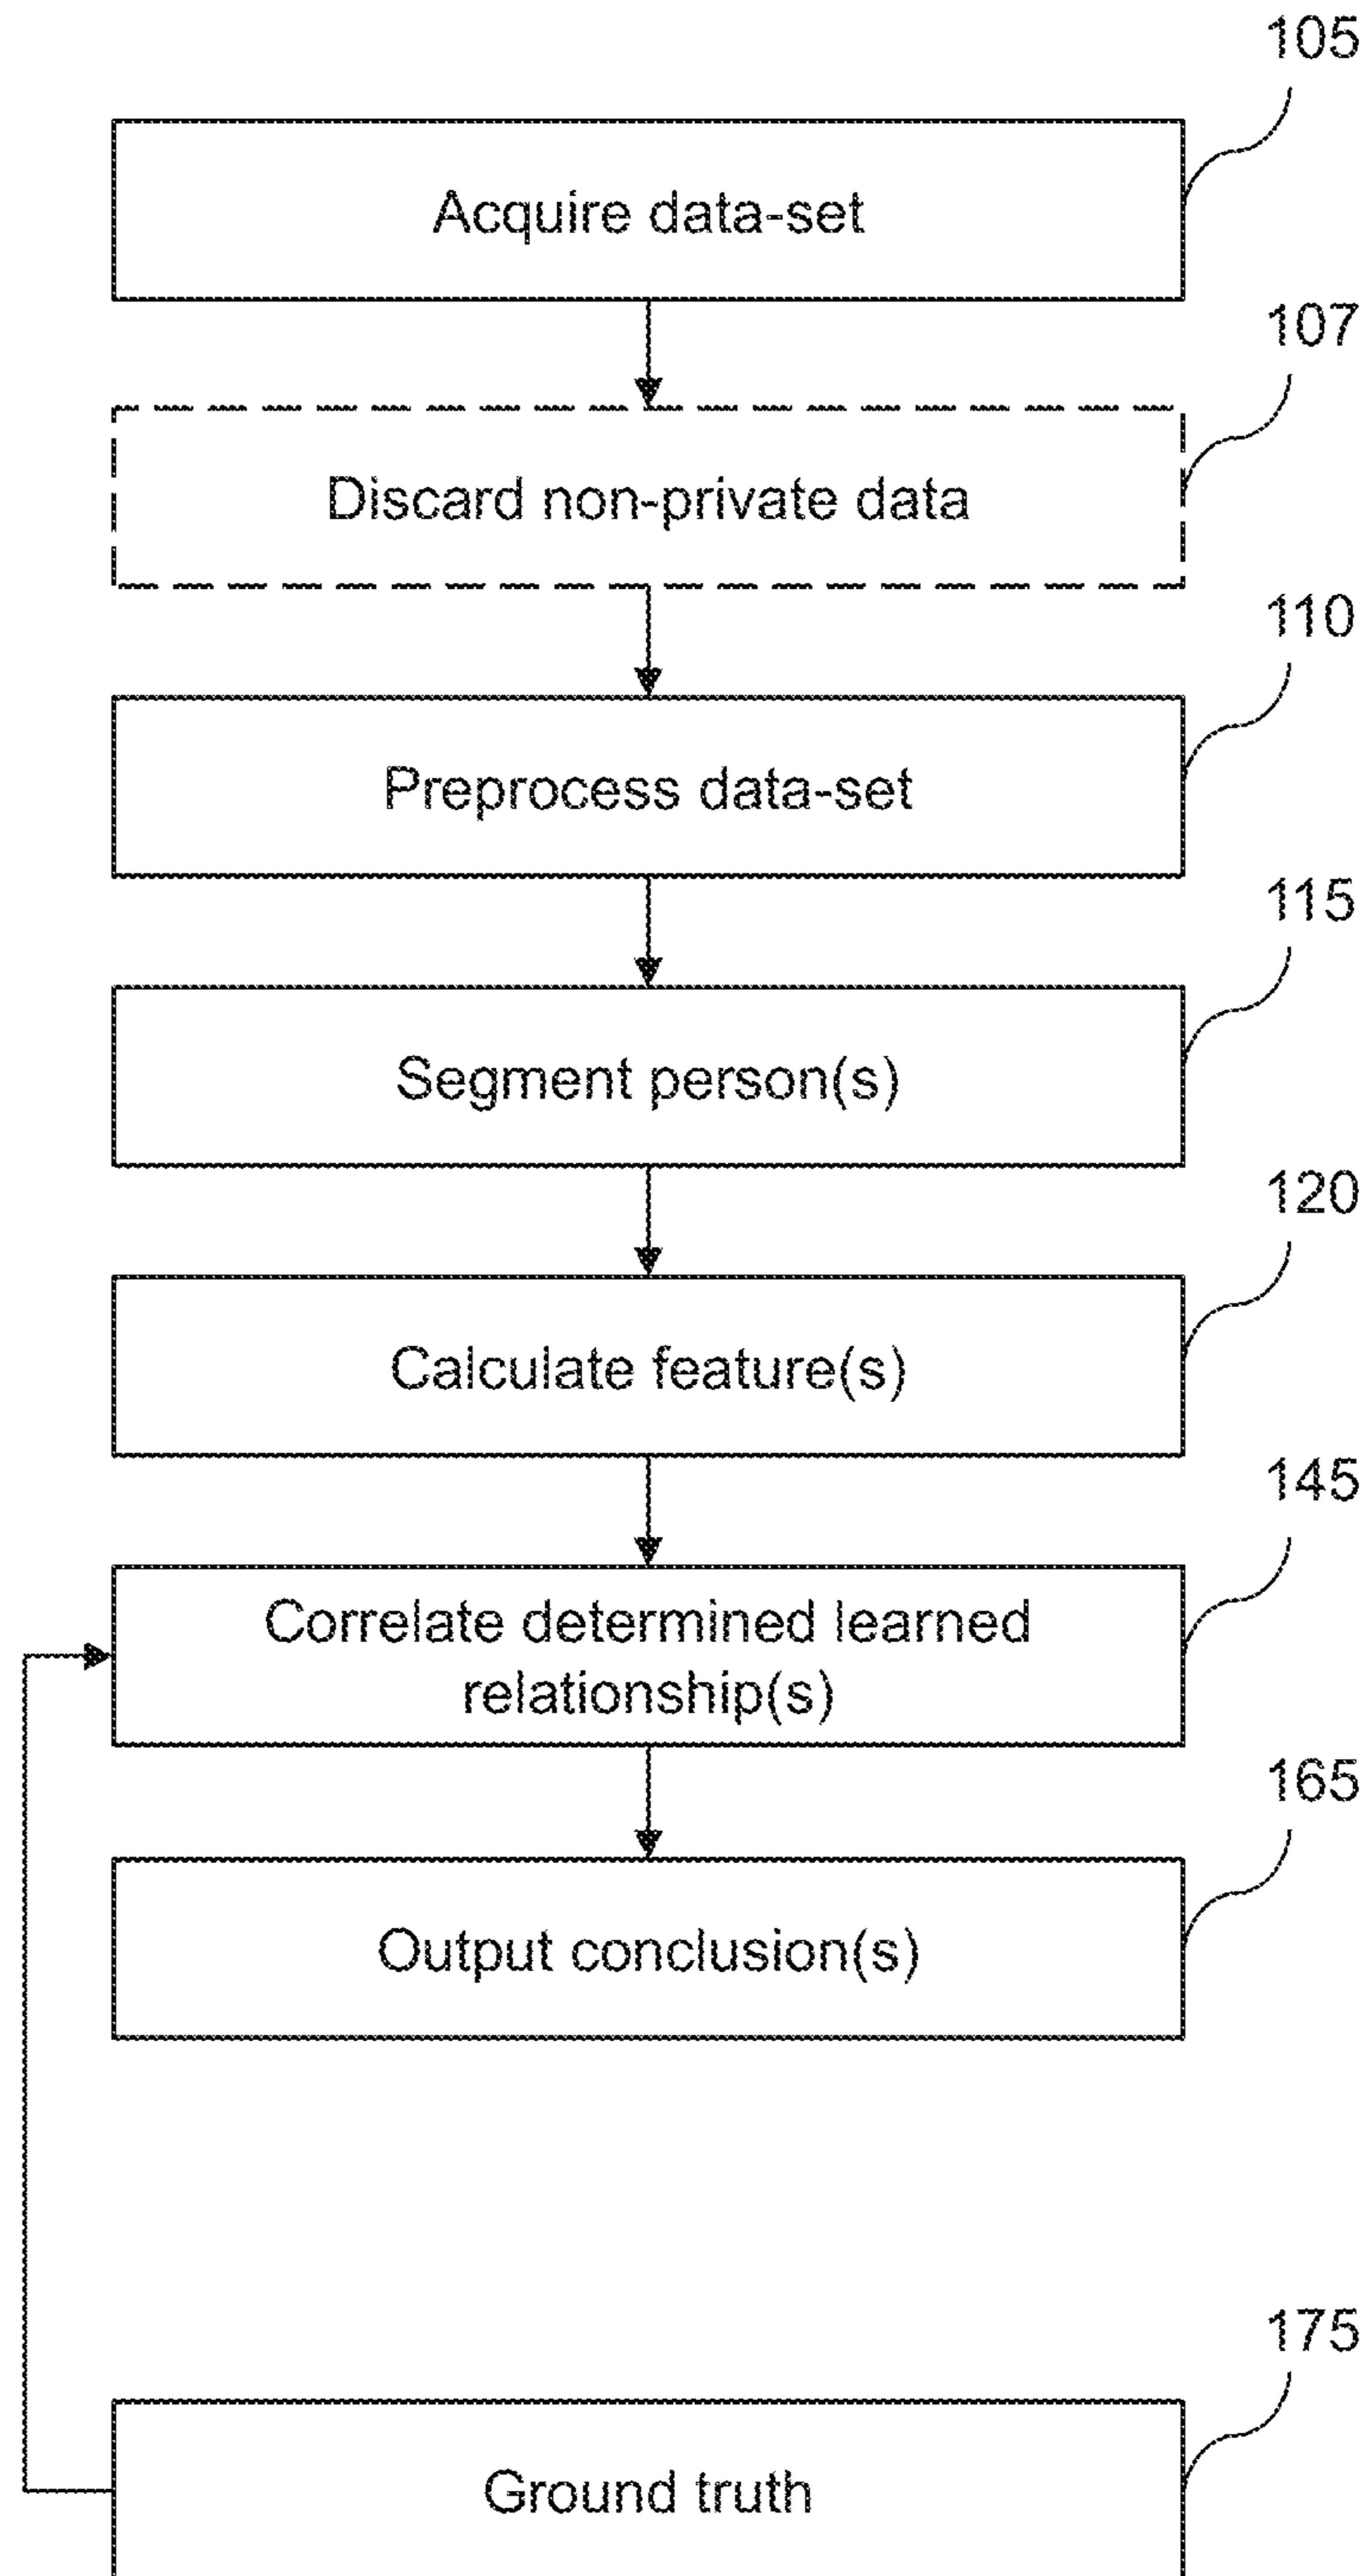 105
Acquire data-set
107
Discard non-private data
110
Preprocess data-set
115
Segment person(s)
120
Calculate feature(s)
145
Correlate determined learned
relationship(s)
165
Output conclusion(s)
175
Ground truth